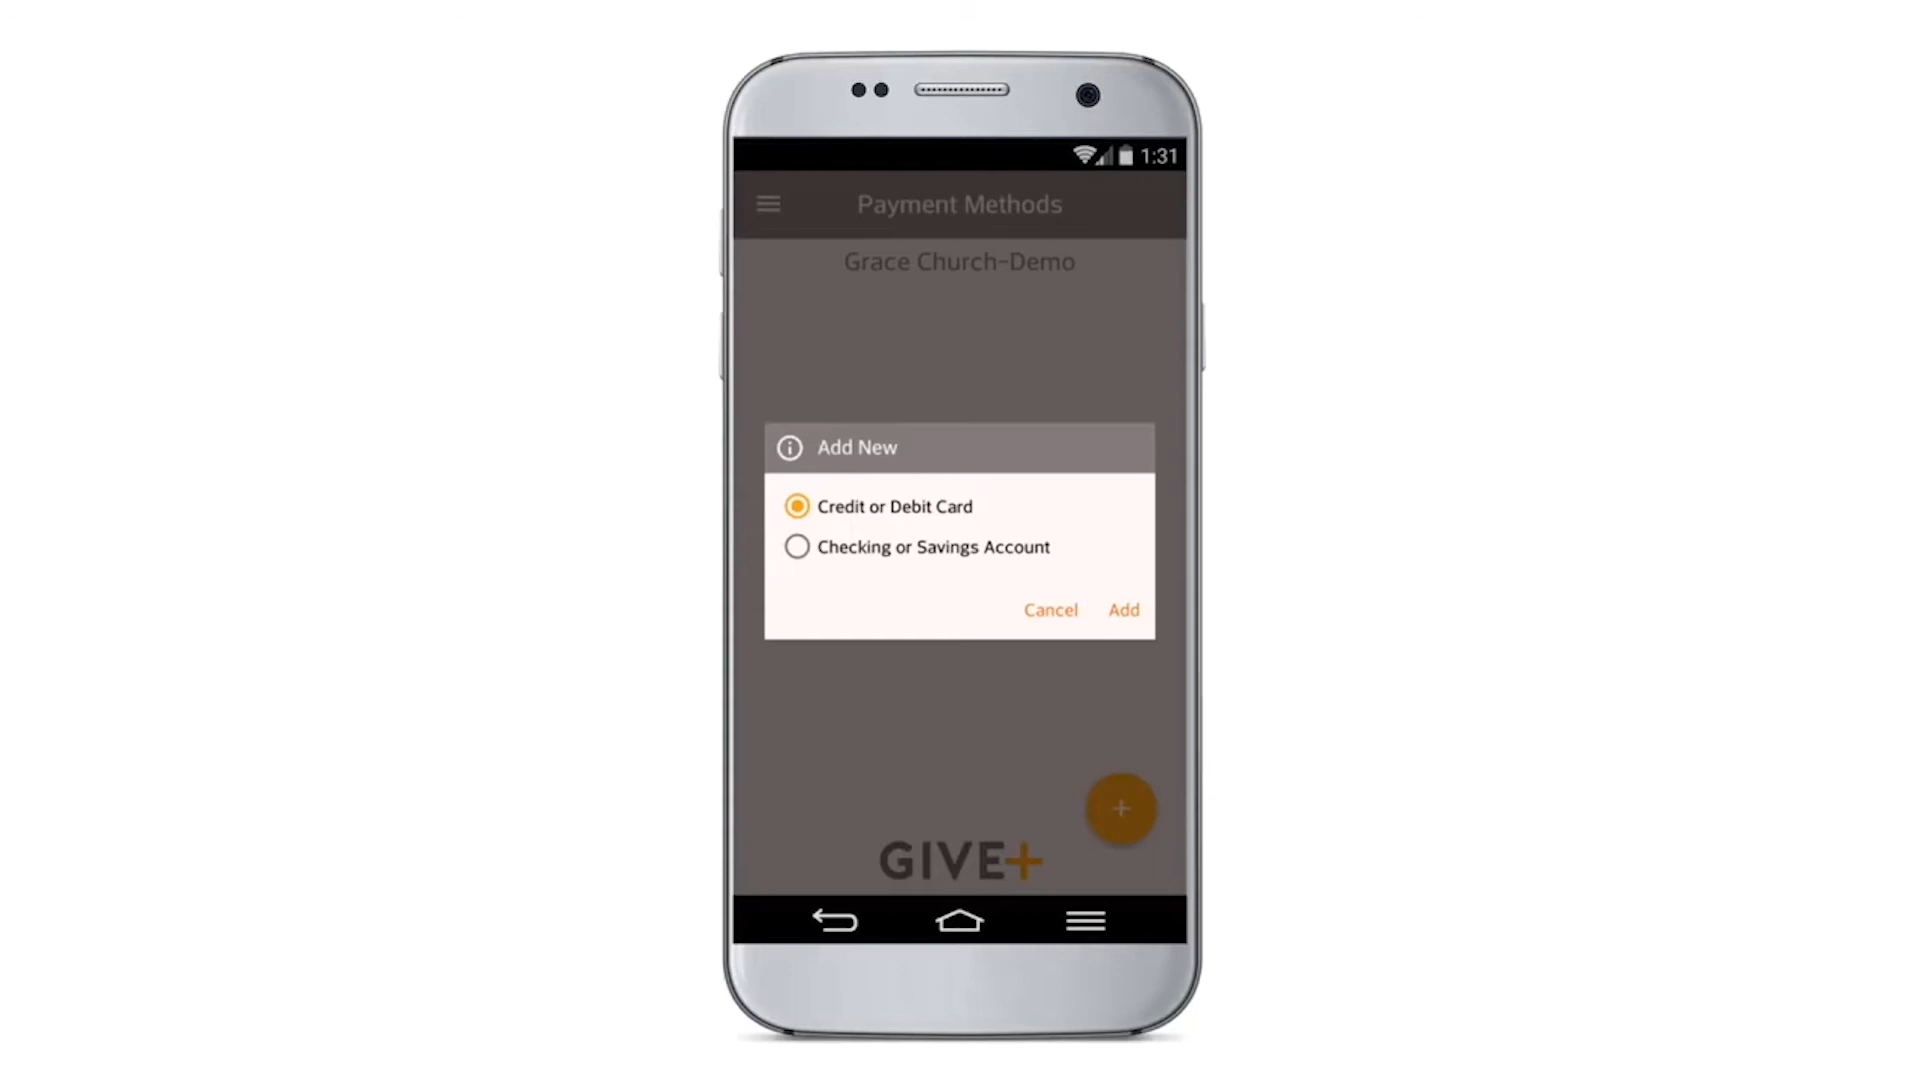 1:31
Payment Methods
Grace Church-Demo
Add New
Credit or Debit Card
Checking or Savings Account
Cancel Add
+
GIVE+